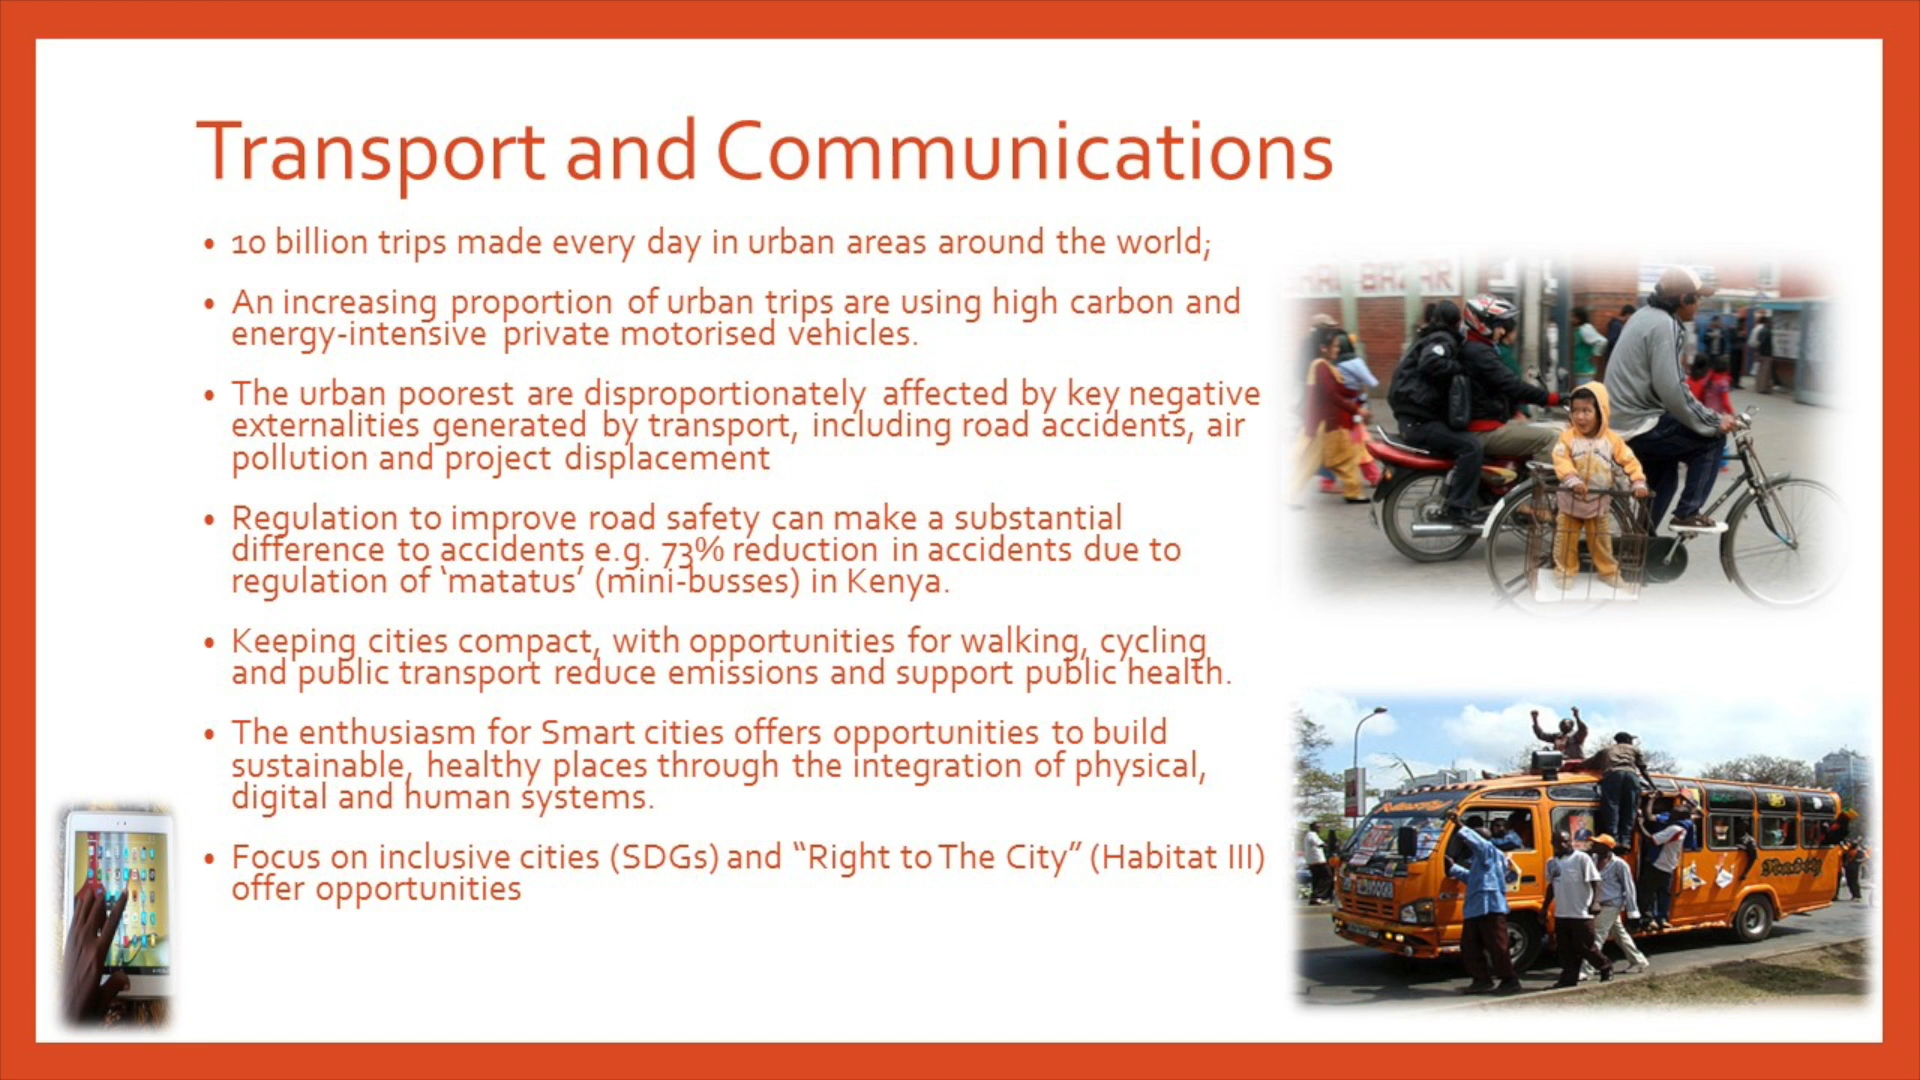 Transport and Communications
• 10 billion trips made every day in urban areas around the world;
• An increasing proportion of urban trips are using high carbon and
energy-intensive private motorised vehicles.
• The urban poorest are disproportionately affected by key negative
externalities generated by transport, including road accidents, air
pollution and project displacement
• Regulation to improve road safety can make a substantial
difference to accidents e.g. 73% reduction in accidents due to
regulation of ‘matatus’ (mini-busses) in Kenya.
• Keeping cities compact, with opportunities for walking, cycling
and public transport reduce emissions and support public health.
• The enthusiasm for Smart cities offers opportunities to build
sustainable, healthy places through the integration of physical,
digital and human systems.
• Focus on inclusive cities (SDGs) and “Right to The City” (Habitat III)
offer opportunities